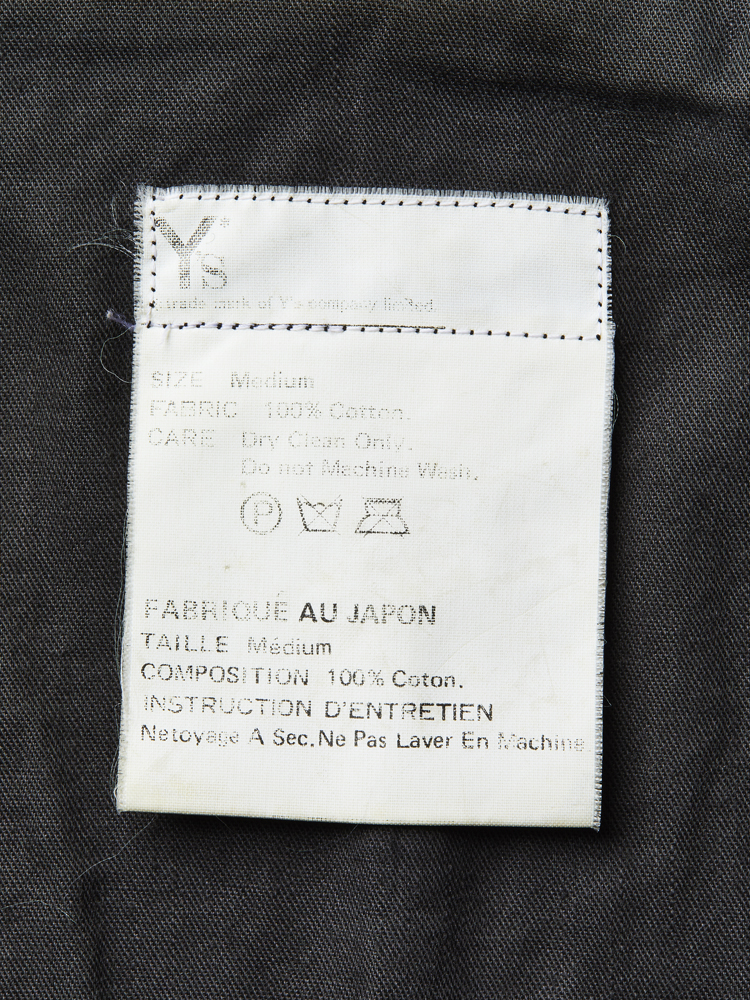 Y's*
trade mark of Y's company limited.
SIZE Medium
FABRIC 100% Cotton.
CARE Dry Clean Only.
Do not Machine Wash.
P
FABRIQUÉ AU JAPON
TAILLE Médium
COMPOSITION 100% Coton.
INSTRUCTION D'ENTRETIEN
Netoyage A Sec. Ne Pas Laver En Machine.